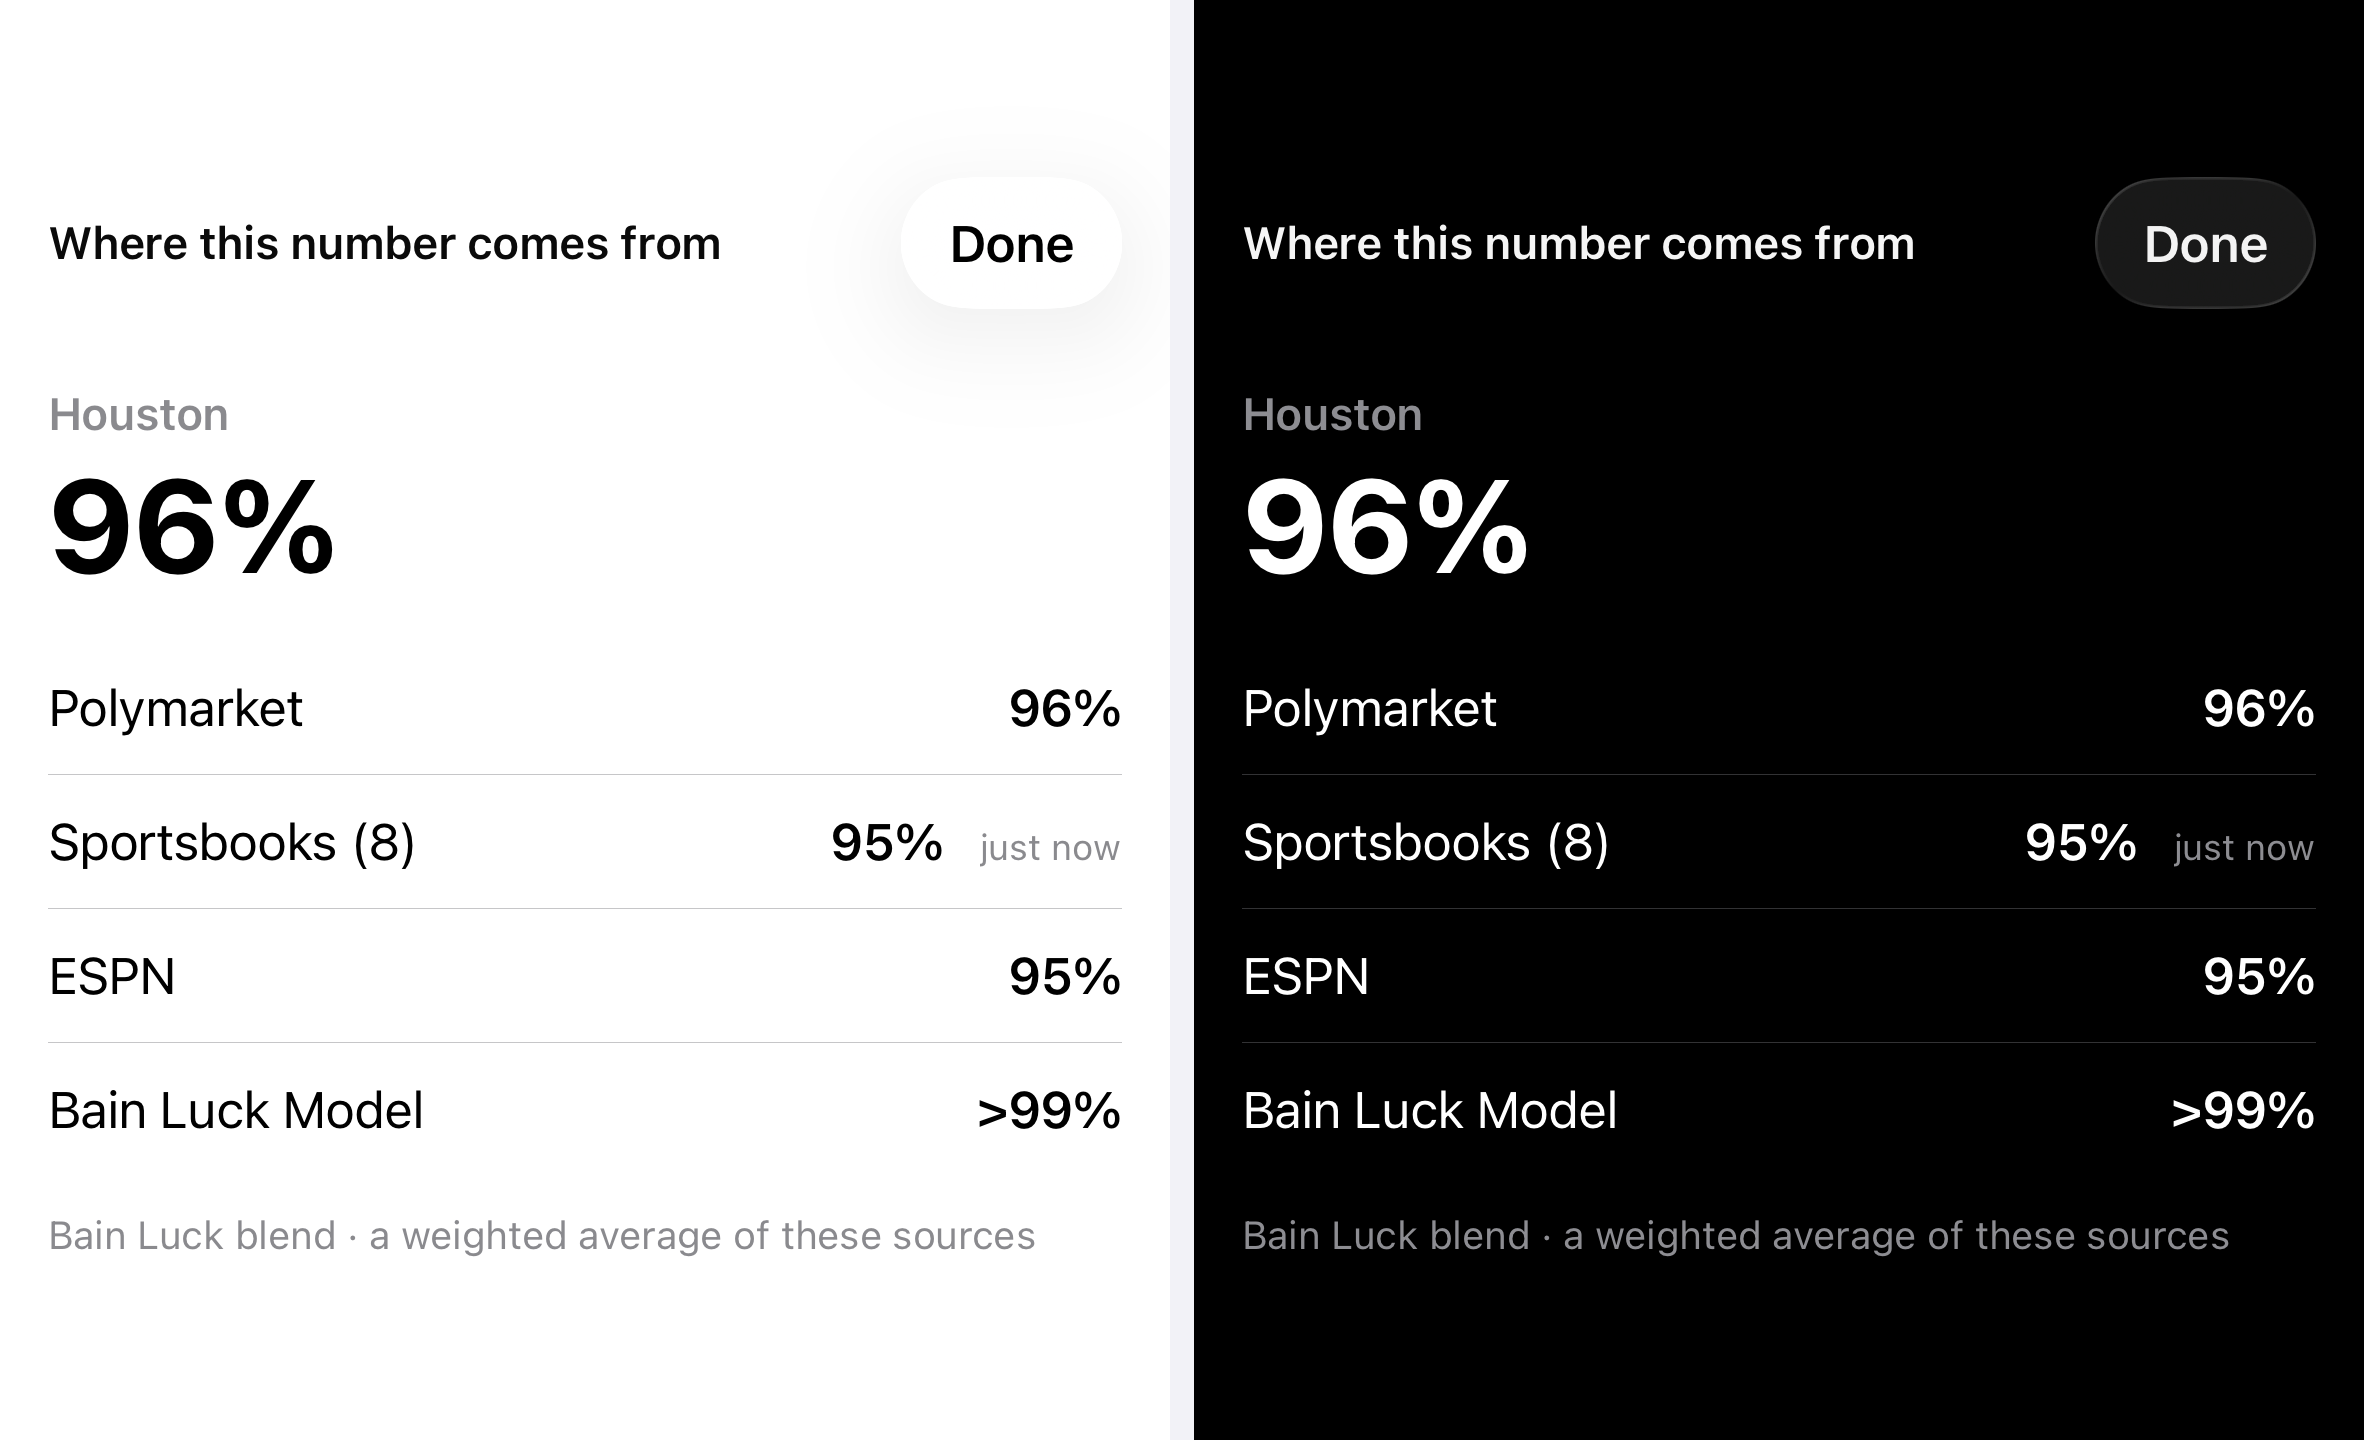 Where this number comes from
Done
Houston
96%
Polymarket 96%
Sportsbooks (8) 95% just now
ESPN 95%
Bain Luck Model >99%
Bain Luck blend · a weighted average of these sources
Where this number comes from
Done
Houston
96%
Polymarket 96%
Sportsbooks (8) 95% just now
ESPN 95%
Bain Luck Model >99%
Bain Luck blend · a weighted average of these sources